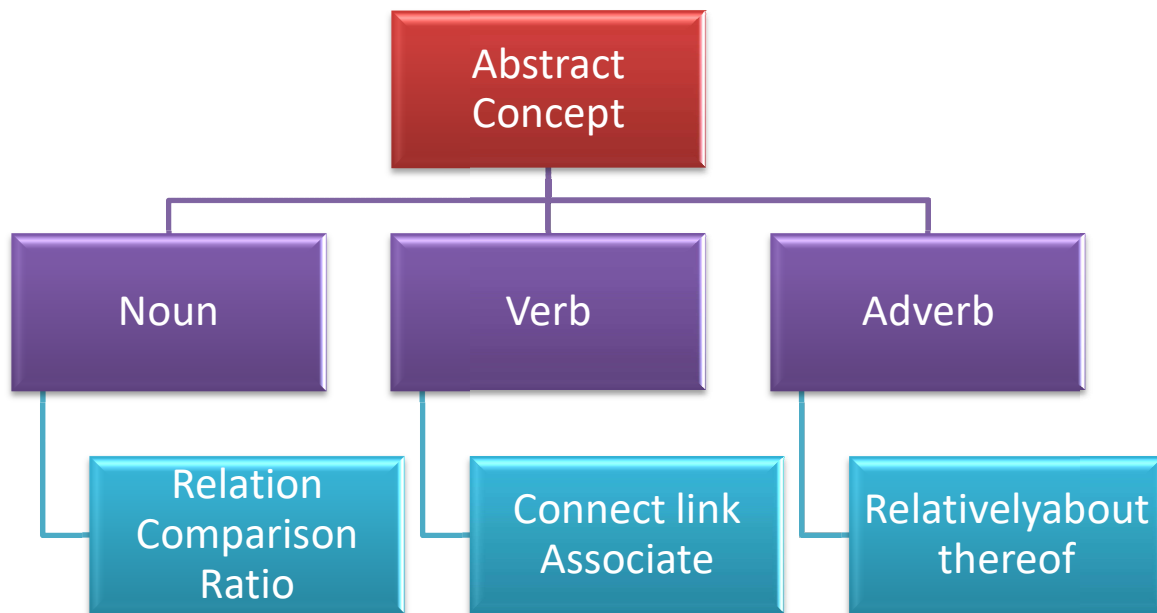 Abstract
Concept
Noun
Verb
Adverb
Relation
Comparison
Ratio
Connect link
Associate
Relativelyabout
thereof